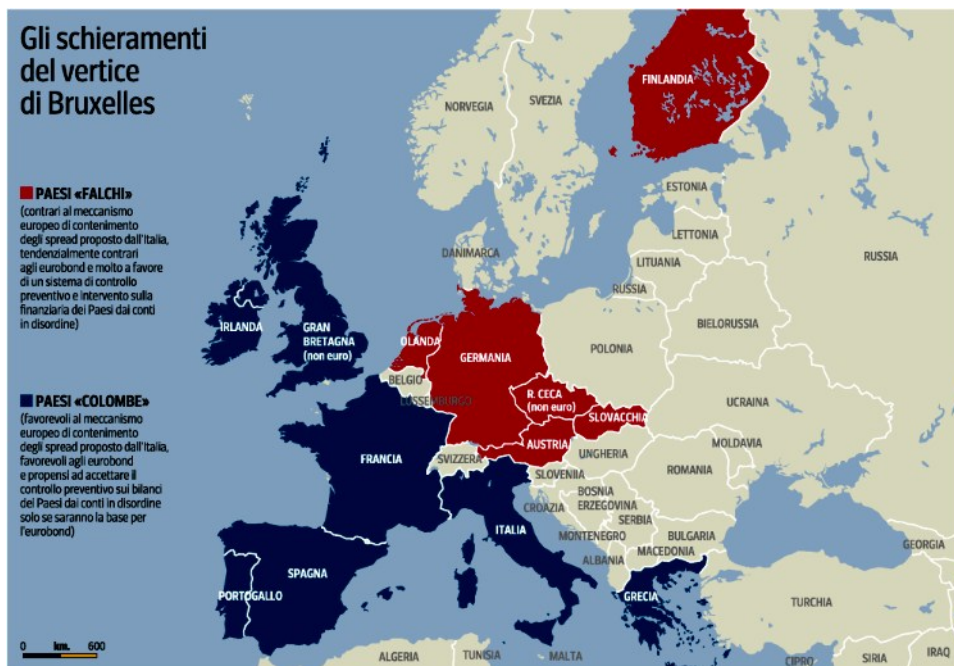 Gli schieramenti
del vertice
di Bruxelles
PAESI «FALCHI»
(contrari al meccanismo
europeo di contenimento
degli spread proposto dall'Italia,
tendenzialmente contrari
agli eurobond e molto a favore
di un sistema di controllo
preventivo e intervento sulla
finanziaria dei Paesi dai conti
in disordine)
PAESI «COLOMBE»
(favorevoli al meccanismo
europeo di contenimento
degli spread proposto dall'Italia,
favorevoli agli eurobond
e propensi ad accettare il
controllo preventivo sui bilanci
dei Paesi dai conti in disordine
solo se saranno la base per
l'eurobond)
0 km. 600
FINLANDIA
NORVEGIA
SVEZIA
ESTONIA
LETTONIA
DANIMARCA
LITUANIA
RUSSIA
RUSSIA
BIELORUSSIA
IRLANDA
GRAN
BRETAGNA
(non euro)
OLANDA
GERMANIA
POLONIA
BELGIO
LUSSEMBURGO
R. CECA
(non euro)
SLOVACCHIA
UCRAINA
AUSTRIA
MOLDAVIA
FRANCIA
SVIZZERA
UNGHERIA
SLOVENIIA
ROMANIA
CROAZIA
BOSNIA
ERZEGOVINA
SERBIA
ITALIA
MONTENEGRO
BULGARIA
MACEDONIA
ALBANIA
GEORGIA
SPAGNA
PORTOGALLO
GRECIA
TURCHIA
ALGERIA
TUNISIA
MALTA
CIPRO
SIRIA
IRAQ